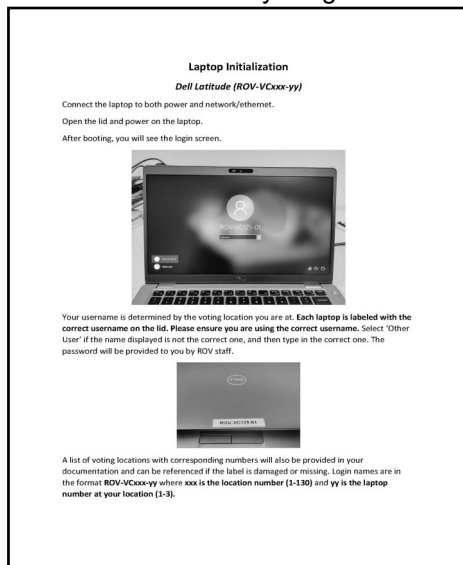 Laptop Initialization
Dell Latitude (ROV-VCxxx-yy)
Connect the laptop to both power and network/ethernet.
Open the lid and power on the laptop.
After booting, you will see the login screen.
ROV-VC125-01
DELL
Your username is determined by the voting location you are at. Each laptop is labeled with the
correct username on the lid. Please ensure you are using the correct username. Select ‘Other
User’ if the name displayed is not the correct one, and then type in the correct one. The
password will be provided to you by ROV staff.
DELL
ROV-VC125-01
A list of voting locations with corresponding numbers will also be provided in your
documentation and can be referenced if the label is damaged or missing. Login names are in
the format ROV-VCxxx-yy where xxx is the location number (1-130) and yy is the laptop
number at your location (1-3).